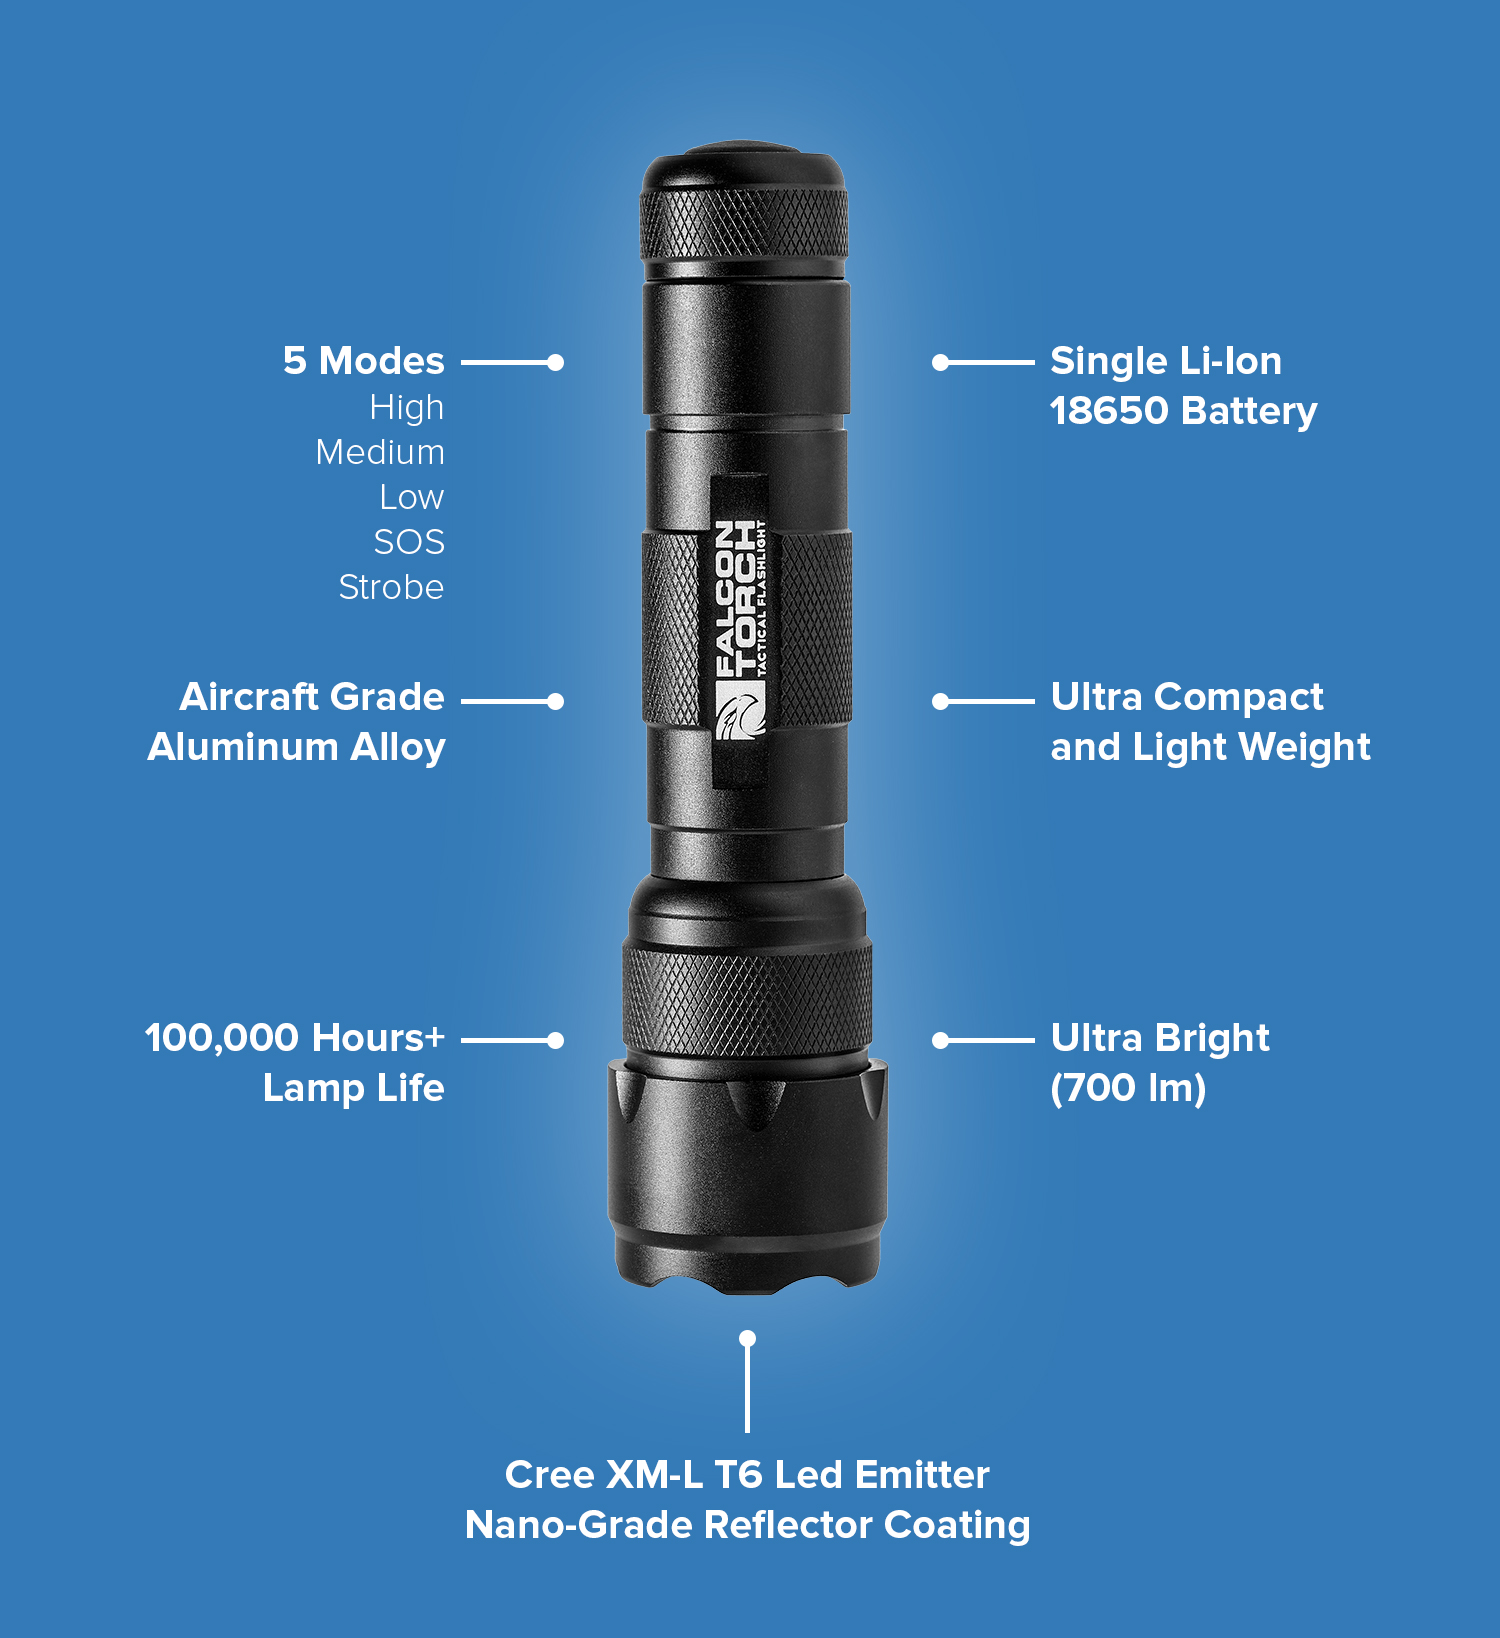 5 Modes
High
Medium
Low
SOS
Strobe
Single Li-Ion
18650 Battery
FALCON
TORCH
TACTICAL FLASHLIGHT
Aircraft Grade
Aluminum Alloy
Ultra Compact
and Light Weight
100,000 Hours+
Lamp Life
Ultra Bright
(700 lm)
Cree XM-L T6 Led Emitter
Nano-Grade Reflector Coating